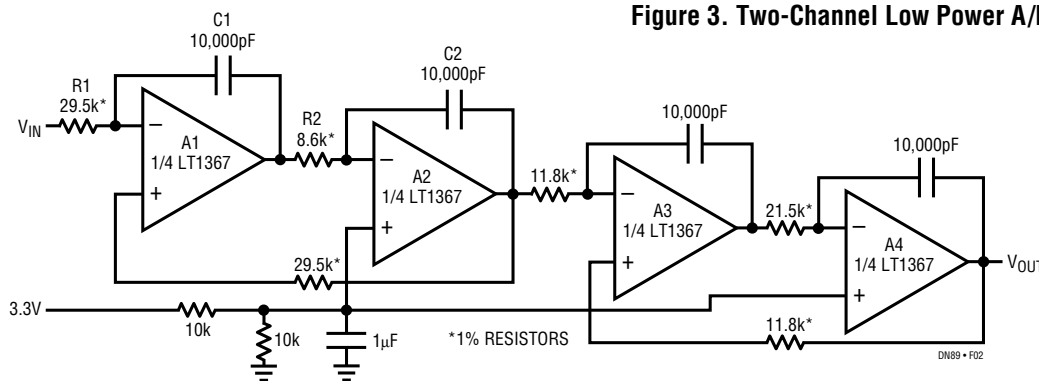 Figure 3. Two-Channel Low Power A/
C1
10,000pF
C2
10,000pF
R1
29.5k*
VIN
−
A1
1/4 LT1367
+
R2
8.6k*
−
A2
1/4 LT1367
+
29.5k*
10,000pF
11.8k*
−
A3
1/4 LT1367
+
10,000pF
21.5k*
−
A4
1/4 LT1367
+
VOUT
11.8k*
3.3V
10k
10k
1µF
*1% RESISTORS
DN89 • F02